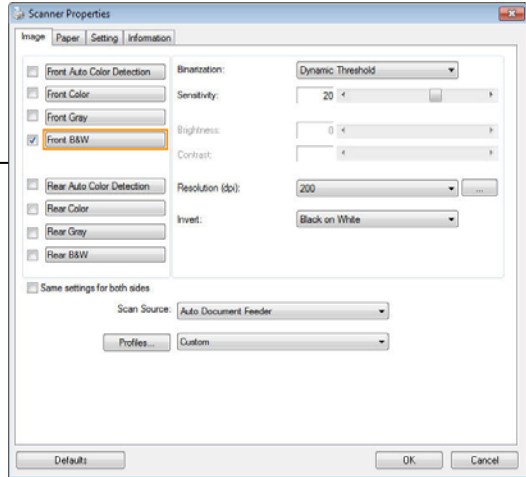 Scanner Properties
Image Paper Setting Information
Front Auto Color Detection
Front Color
Front Gray
Front B&W
Rear Auto Color Detection
Rear Color
Rear Gray
Rear B&W
Binarization: Dynamic Threshold
Sensitivity: 20
Brightness: 0
Contrast:
Resolution (dpi): 200 ...
Invert: Black on White
Same settings for both sides
Scan Source: Auto Document Feeder
Profiles... Custom
Defaults OK Cancel